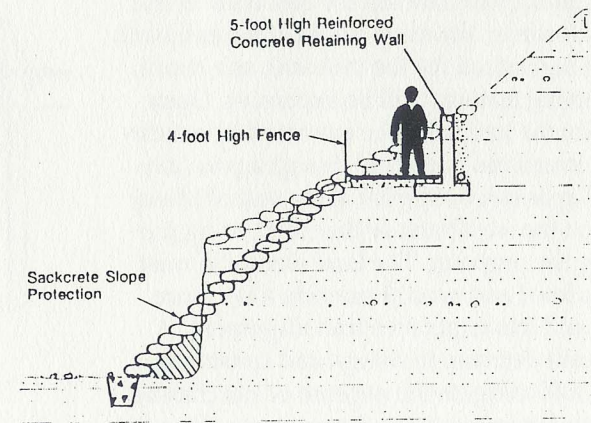 5-foot High Reinforced
Concrete Retaining Wall
4-foot High Fence
Sackcrete Slope
Protection